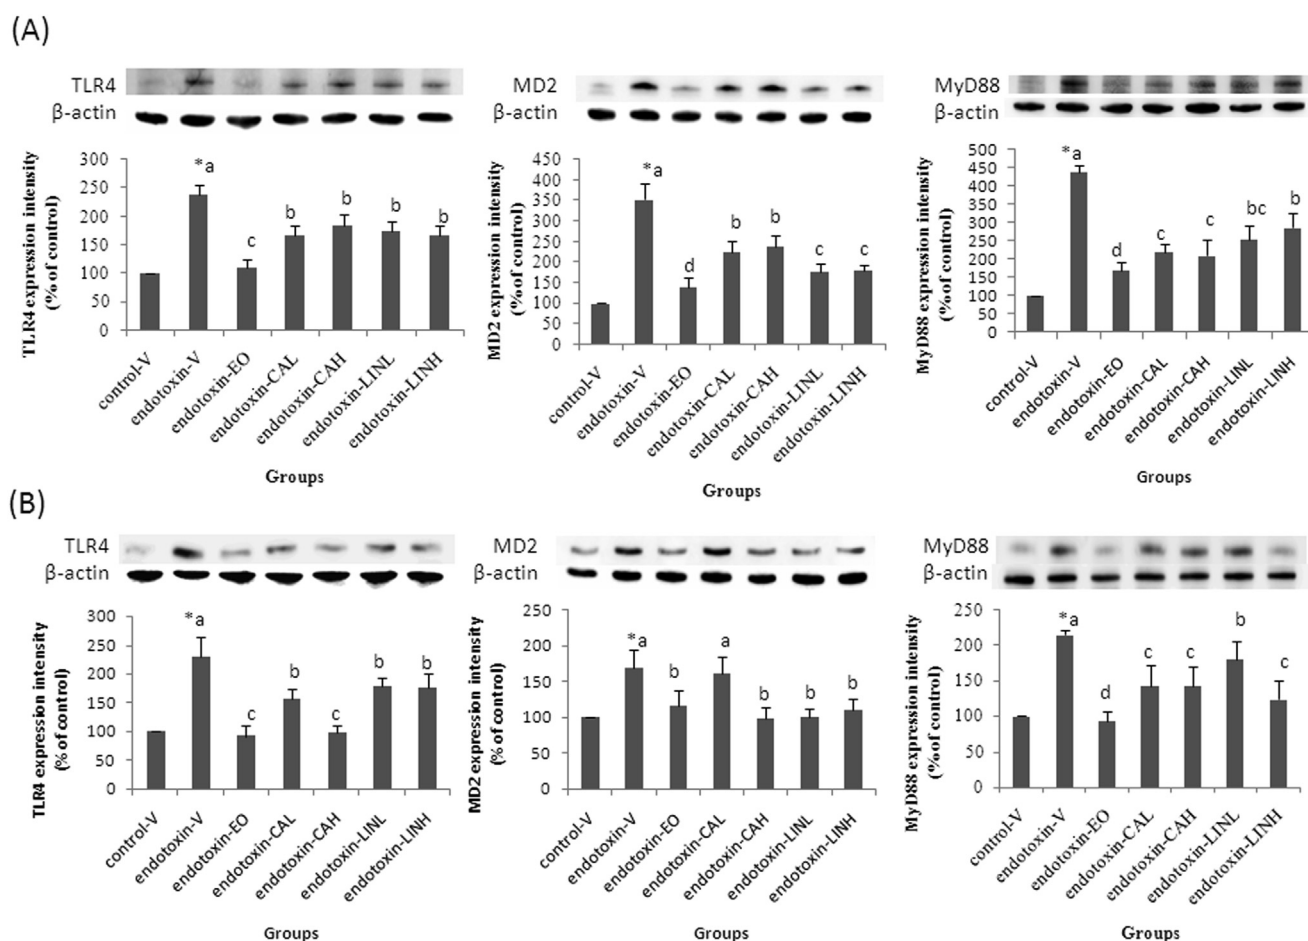 (A)
TLR4
β-actin
300
250
200
150
100
50
0
TLR4 expression intensity
(% of control)
*a
c
b
b
b
b
control-V
endotoxin-V
endotoxin-EO
endotoxin-CAL
endotoxin-CAH
endotoxin-LINL
endotoxin-LINH
Groups
MD2
β-actin
450
400
350
300
250
200
150
100
50
0
MD2 expression intensity
(% of control)
*a
d
b
b
c
c
control-V
endotoxin-V
endotoxin-EO
endotoxin-CAL
endotoxin-CAH
endotoxin-LINL
endotoxin-LINH
Groups
MyD88
β-actin
500
450
400
350
300
250
200
150
100
50
0
MyD88 expression intensity
(% of control)
*a
d
c
c
bc
b
control-V
endotoxin-V
endotoxin-EO
endotoxin-CAL
endotoxin-CAH
endotoxin-LINL
endotoxin-LINH
Groups
(B)
TLR4
β-actin
300
250
200
150
100
50
0
TLR4 expression intensity
(% of control)
*a
c
b
c
b
b
control-V
endotoxin-V
endotoxin-EO
endotoxin-CAL
endotoxin-CAH
endotoxin-LINL
endotoxin-LINH
Groups
MD2
β-actin
250
200
150
100
50
0
MD2 expression intensity
(% of control)
*a
b
a
b
b
b
control-V
endotoxin-V
endotoxin-EO
endotoxin-CAL
endotoxin-CAH
endotoxin-LINL
endotoxin-LINH
Groups
MyD88
β-actin
250
200
150
100
50
0
MyD88 expression intensity
(% of control)
*a
d
c
c
b
c
control-V
endotoxin-V
endotoxin-EO
endotoxin-CAL
endotoxin-CAH
endotoxin-LINL
endotoxin-LINH
Groups